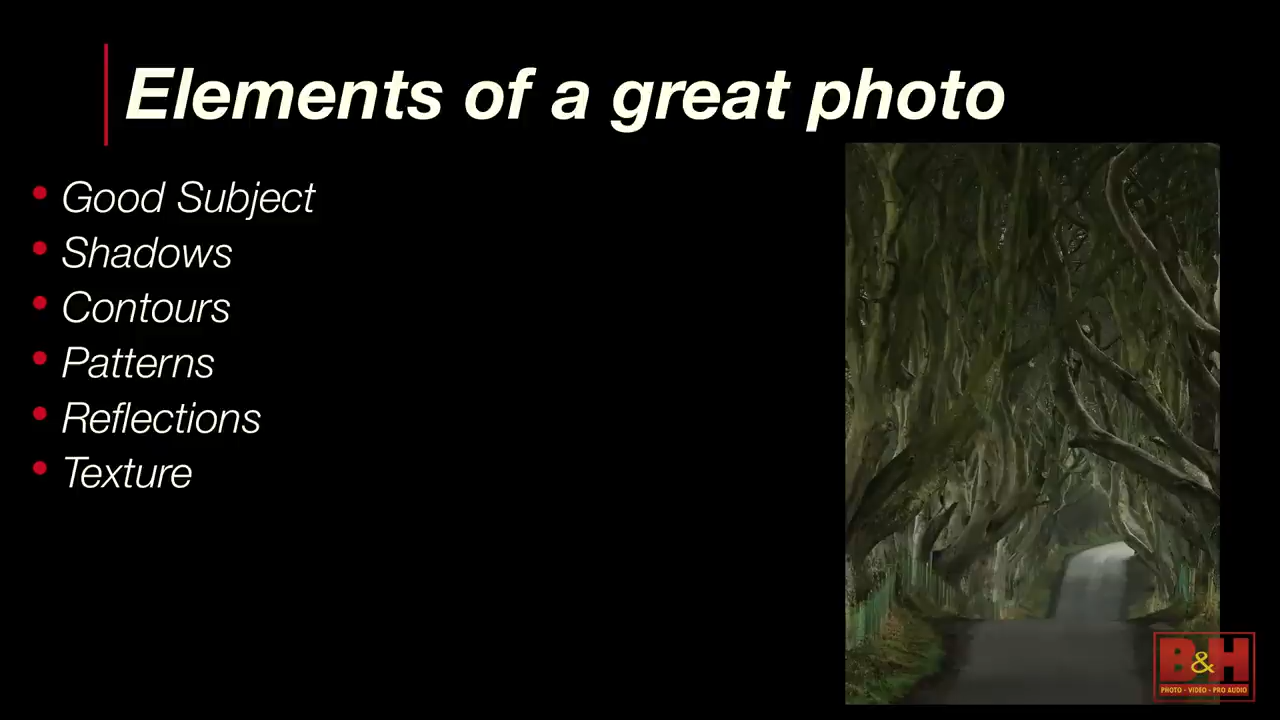 Elements of a great photo
• Good Subject
• Shadows
• Contours
• Patterns
• Reflections
• Texture
B&H
PHOTO · VIDEO · PRO AUDIO